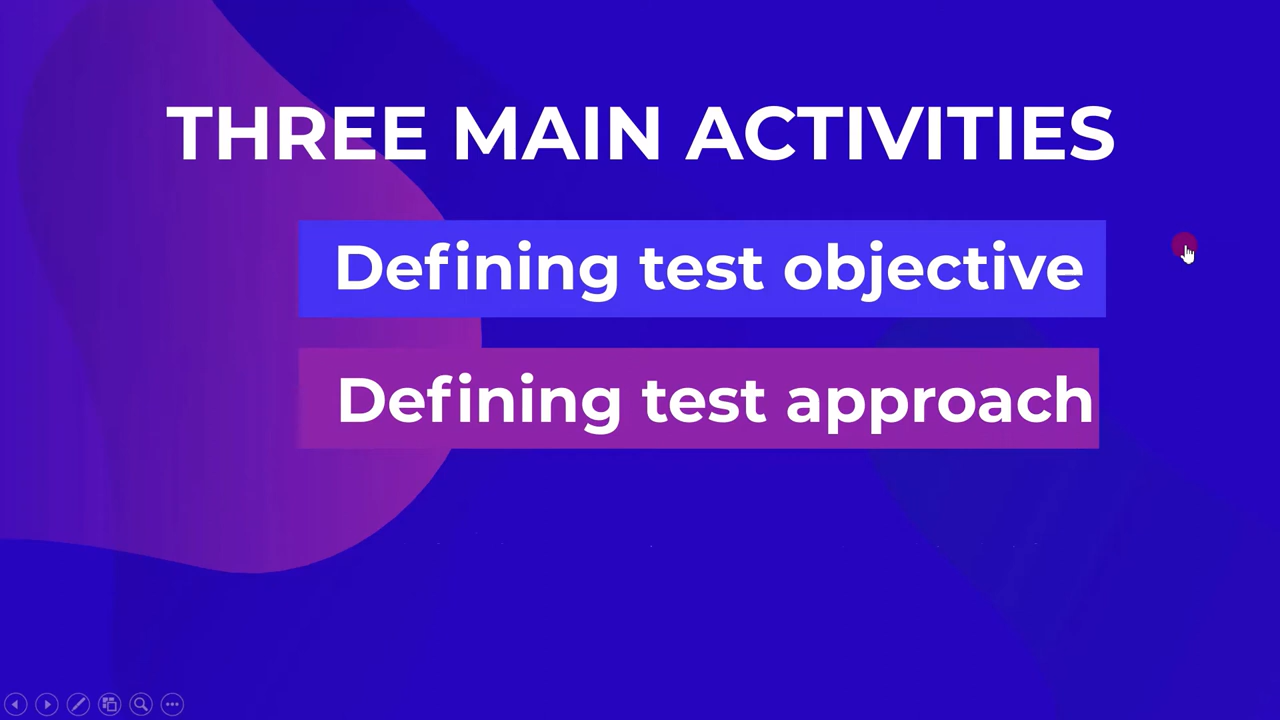 THREE MAIN ACTIVITIES
Defining test objective
Defining test approach